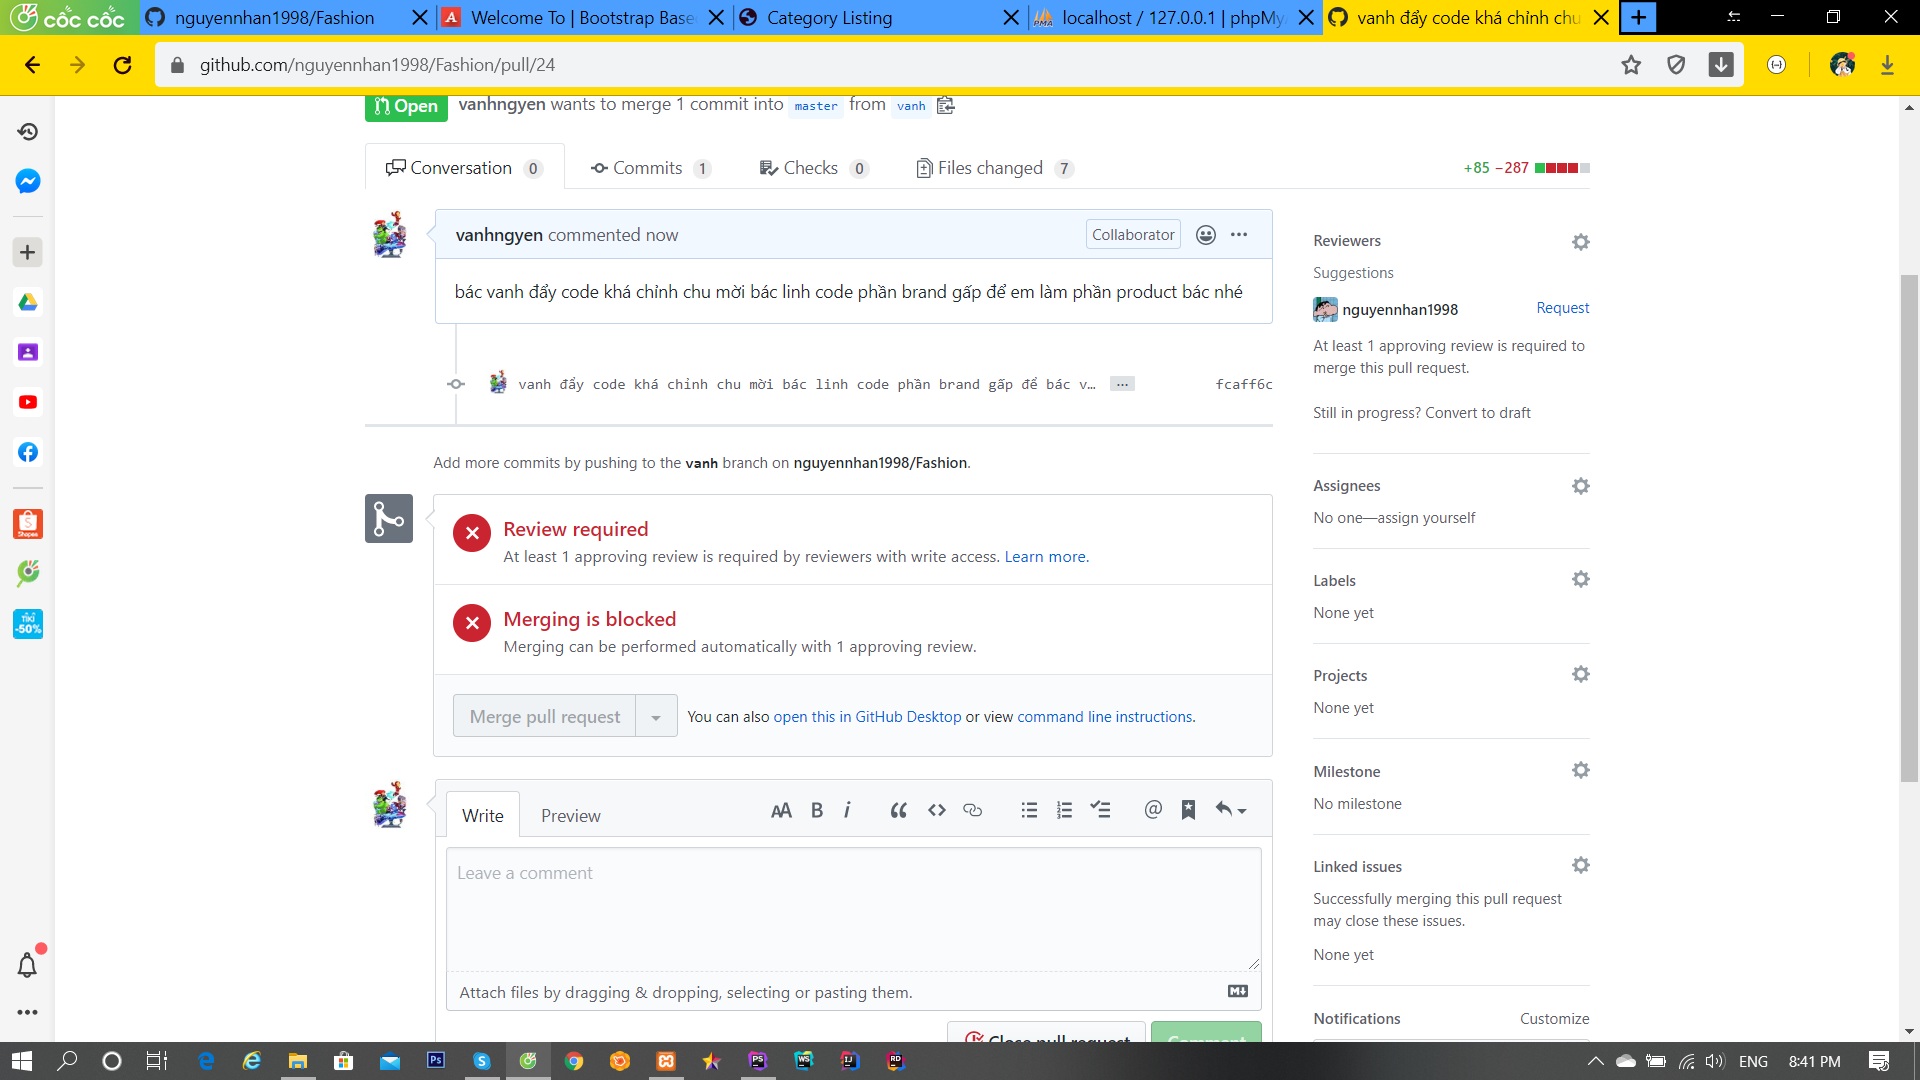 cốc cốc
nguyennhan1998/Fashion
Welcome To | Bootstrap Base
Category Listing
localhost / 127.0.0.1 | phpMy
vanh đẩy code khá chỉnh chu
github.com/nguyennhan1998/Fashion/pull/24
Open
vanhngyen wants to merge 1 commit into master from vanh
Conversation 0
Commits 1
Checks 0
Files changed 7
+85 −287
vanhngyen commented now
Collaborator
bác vanh đẩy code khá chỉnh chu mời bác linh code phần brand gấp để em làm phần product bác nhé
vanh đẩy code khá chỉnh chu mời bác linh code phần brand gấp để bác v…
fcaff6c
Add more commits by pushing to the vanh branch on nguyennhan1998/Fashion.
Review required
At least 1 approving review is required by reviewers with write access. Learn more.
Merging is blocked
Merging can be performed automatically with 1 approving review.
Merge pull request
You can also open this in GitHub Desktop or view command line instructions.
Write
Preview
Leave a comment
Attach files by dragging & dropping, selecting or pasting them.
Close pull request
Comment
Reviewers
Suggestions
nguyennhan1998
Request
At least 1 approving review is required to
merge this pull request.
Still in progress? Convert to draft
Assignees
No one—assign yourself
Labels
None yet
Projects
None yet
Milestone
No milestone
Linked issues
Successfully merging this pull request
may close these issues.
None yet
Notifications
Customize
Shopee
TIKI
-50%
ENG
8:41 PM